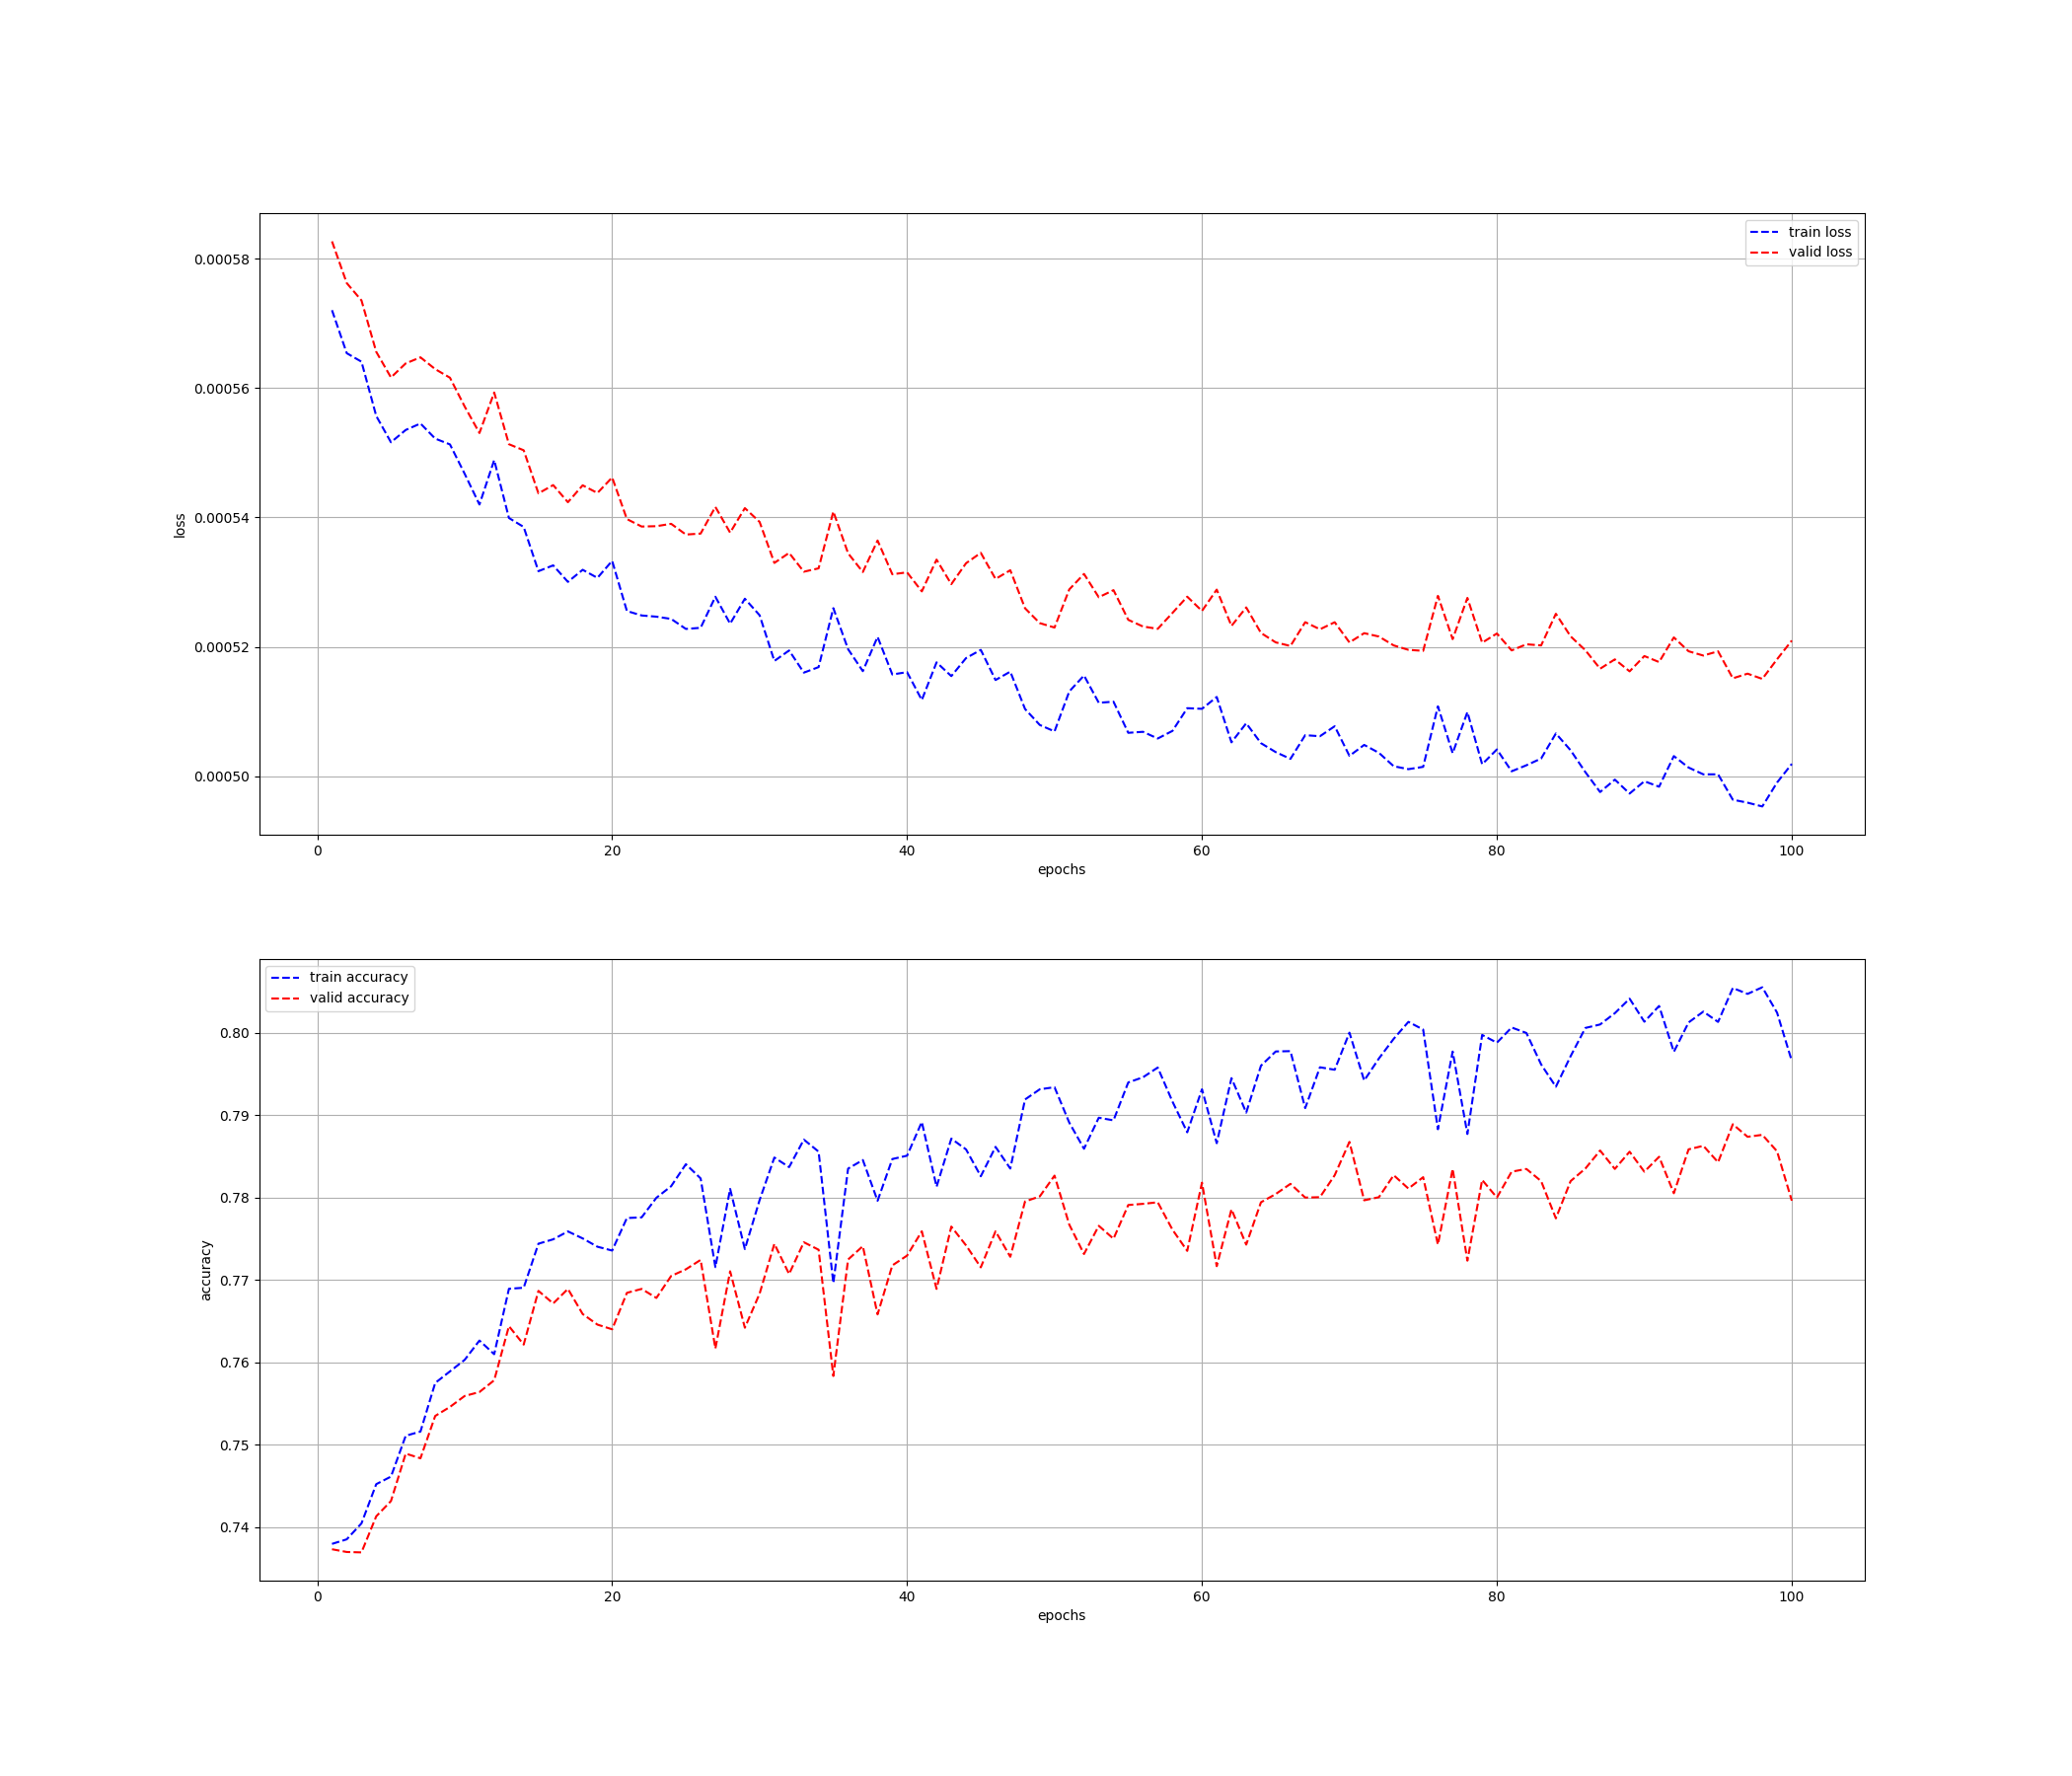 train loss
valid loss
0.00058
0.00056
0.00054
0.00052
0.00050
loss
0 20 40 60 80 100
epochs
train accuracy
valid accuracy
0.80
0.79
0.78
0.77
0.76
0.75
0.74
accuracy
0 20 40 60 80 100
epochs